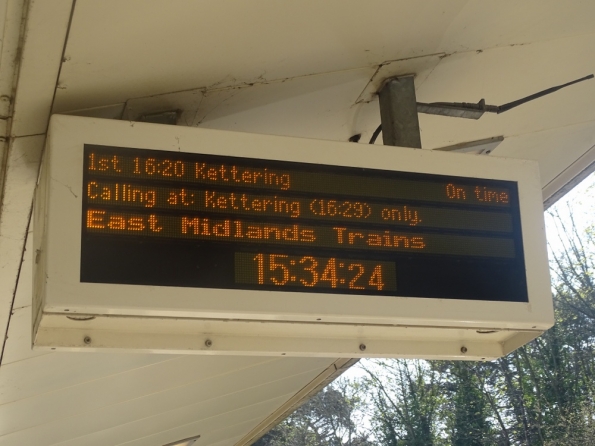 1st 16:20 Kettering On time
Calling at: Kettering (16:29) only.
East Midlands Trains
15:34:24